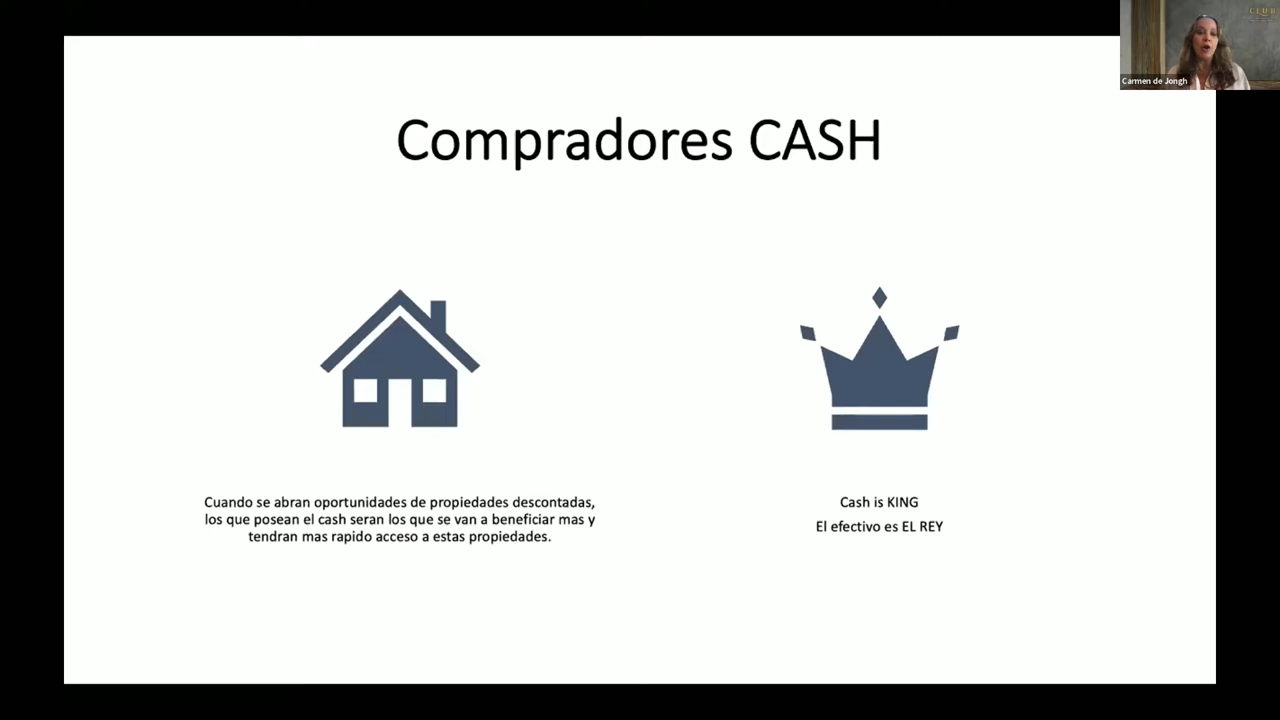 CLUB
Carmen de Jongh
Compradores CASH
Cuando se abran oportunidades de propiedades descontadas,
los que posean el cash seran los que se van a beneficiar mas y
tendran mas rapido acceso a estas propiedades.
Cash is KING
El efectivo es EL REY